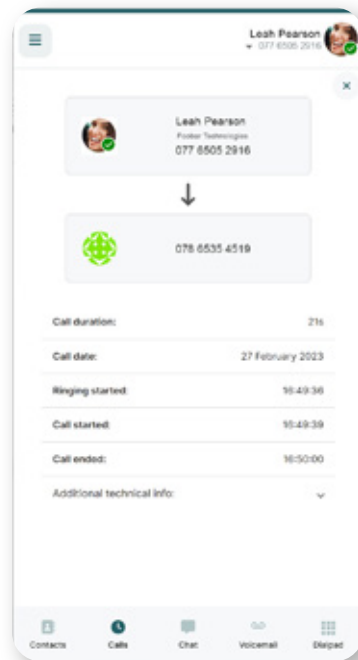 Leah Pearson
077 6505 2916
Leah Pearson
Technologies
077 6505 2916
078 6535 4519
Call duration: 21s
Call date: 27 February 2023
Ringing started: 16:49:36
Call started: 16:49:39
Call ended: 16:50:00
Additional technical info:
Contacts Calls Chat Voicemail Dialpad